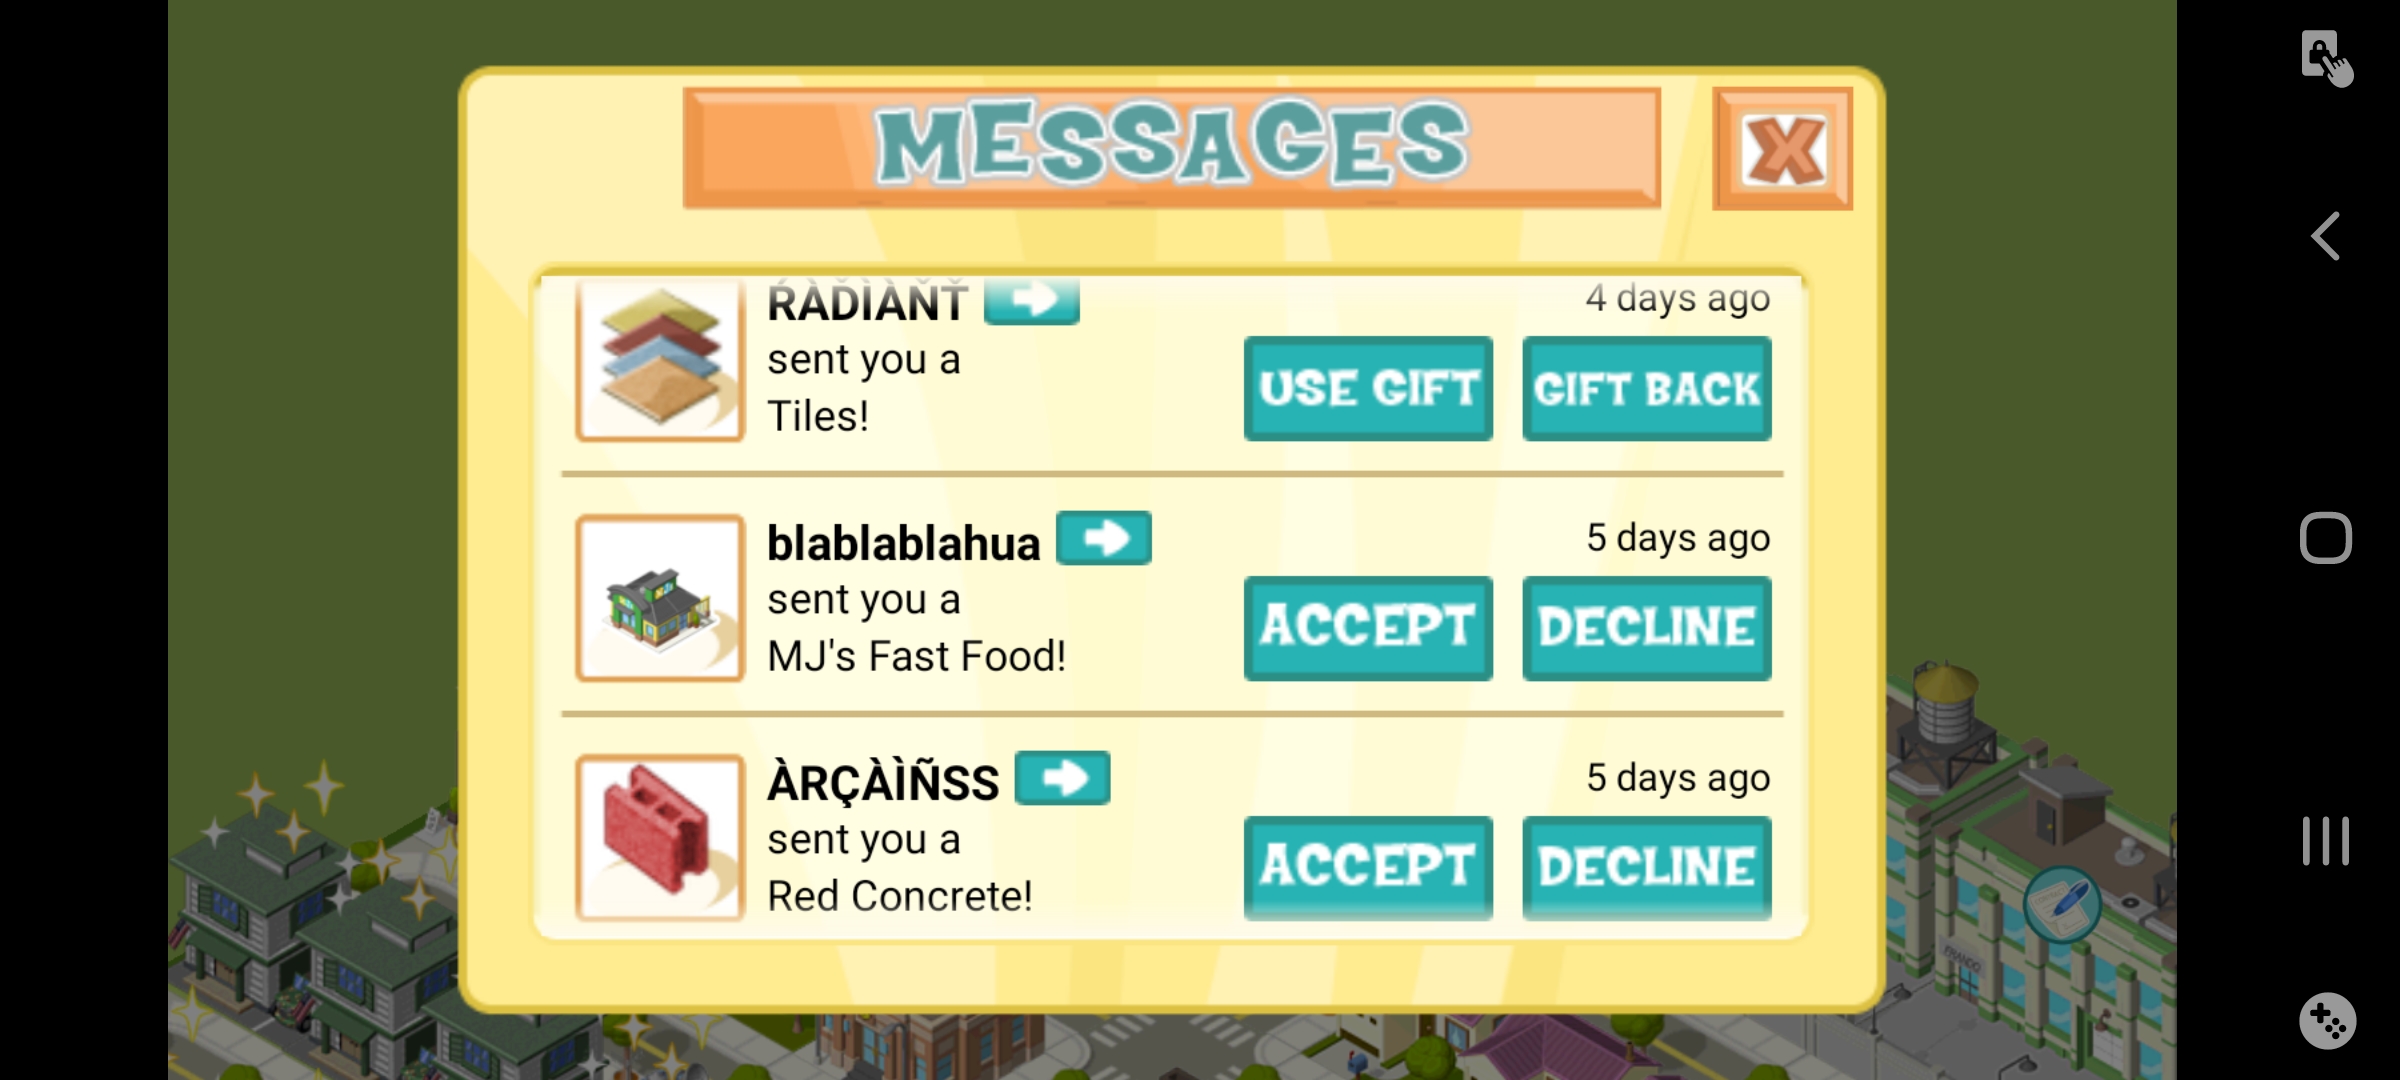 MESSAGES
X
ŔÀĎÌÀŇŤ
4 days ago
sent you a
Tiles!
USE GIFT
GIFT BACK
blablablahua
5 days ago
sent you a
MJ's Fast Food!
ACCEPT
DECLINE
ÀRÇÀÌÑSS
5 days ago
sent you a
Red Concrete!
ACCEPT
DECLINE